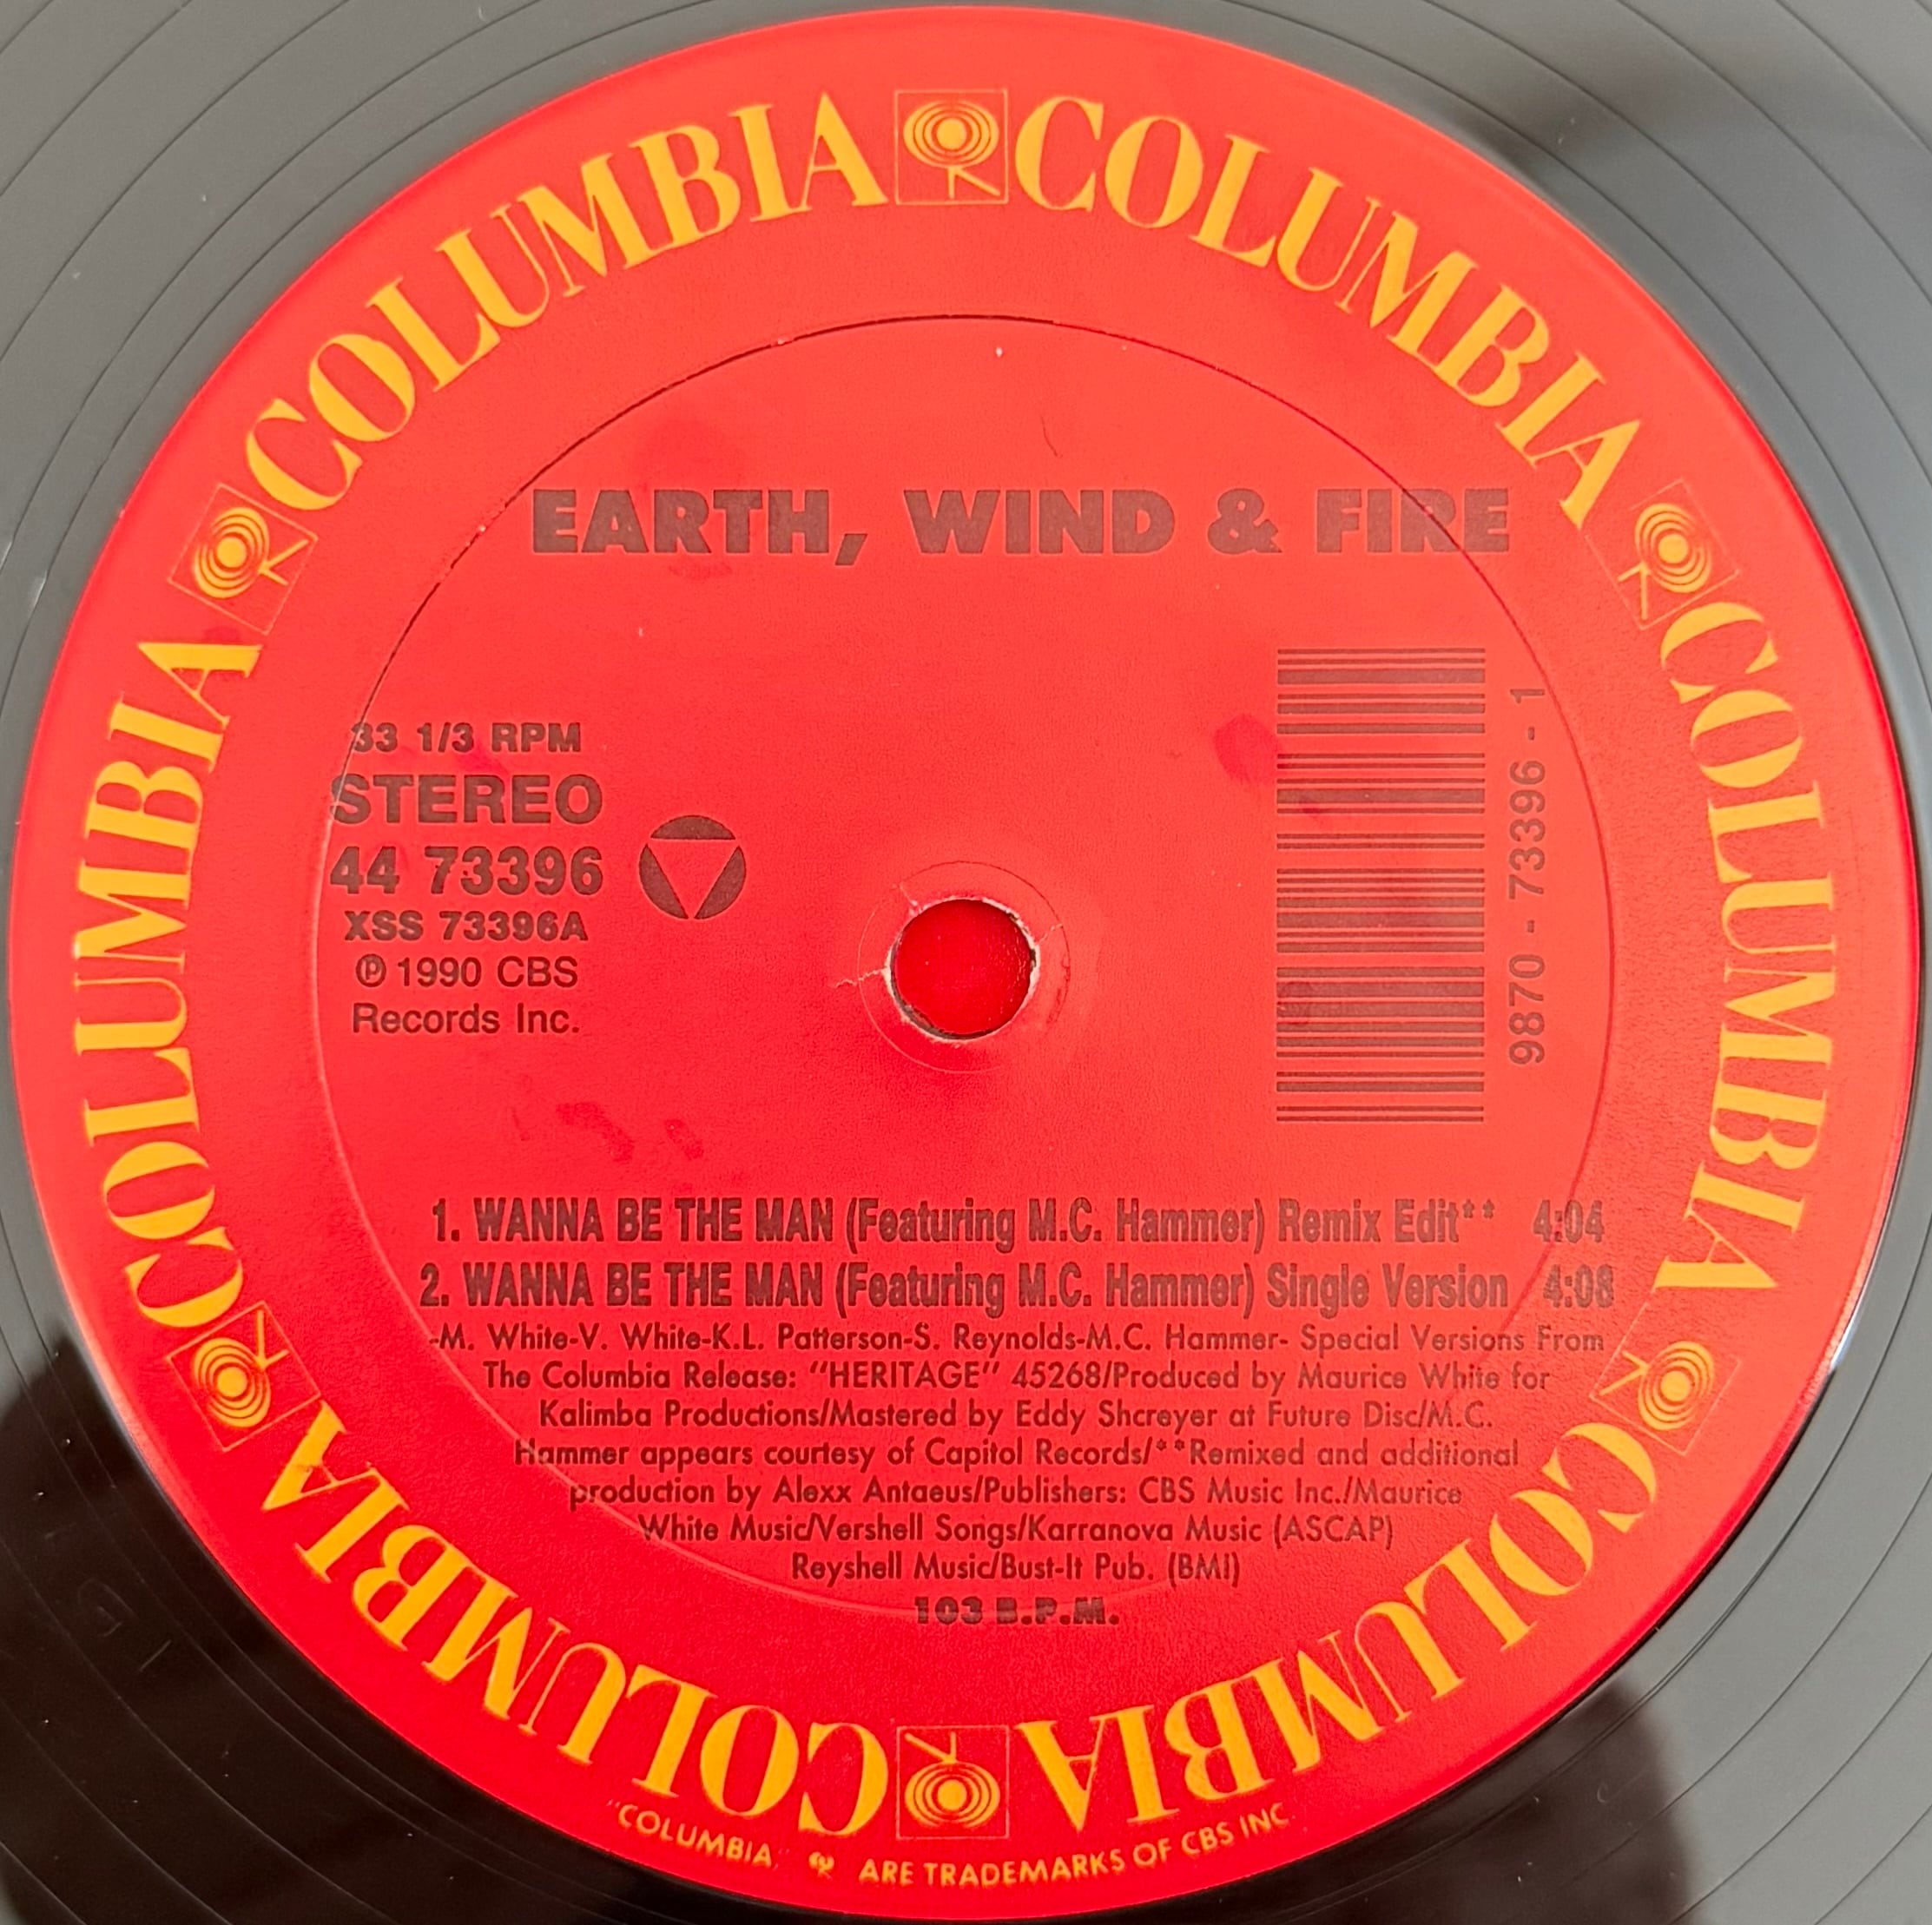 COLUMBIA COLUMBIA COLUMBIA COLUMBIA COLUMBIA COLUMBIA
EARTH, WIND & FIRE
33 1/3 RPM
STEREO
44 73396
XSS 73396A
℗ 1990 CBS
Records Inc.
9870 - 73396 - 1
1. WANNA BE THE MAN (Featuring M.C. Hammer) Remix Edit** 4:04
2. WANNA BE THE MAN (Featuring M.C. Hammer) Single Version 4:08
-M. White-V. White-K.L. Patterson-S. Reynolds-M.C. Hammer- Special Versions From
The Columbia Release: "HERITAGE" 45268/Produced by Maurice White for
Kalimba Productions/Mastered by Eddy Shcreyer at Future Disc/M.C.
Hammer appears courtesy of Capitol Records/**Remixed and additional
production by Alexx Antaeus/Publishers: CBS Music Inc./Maurice
White Music/Vershell Songs/Karranova Music (ASCAP)
Reyshell Music/Bust-It Pub. (BMI)
103 B.P.M.
"COLUMBIA," ARE TRADEMARKS OF CBS INC.